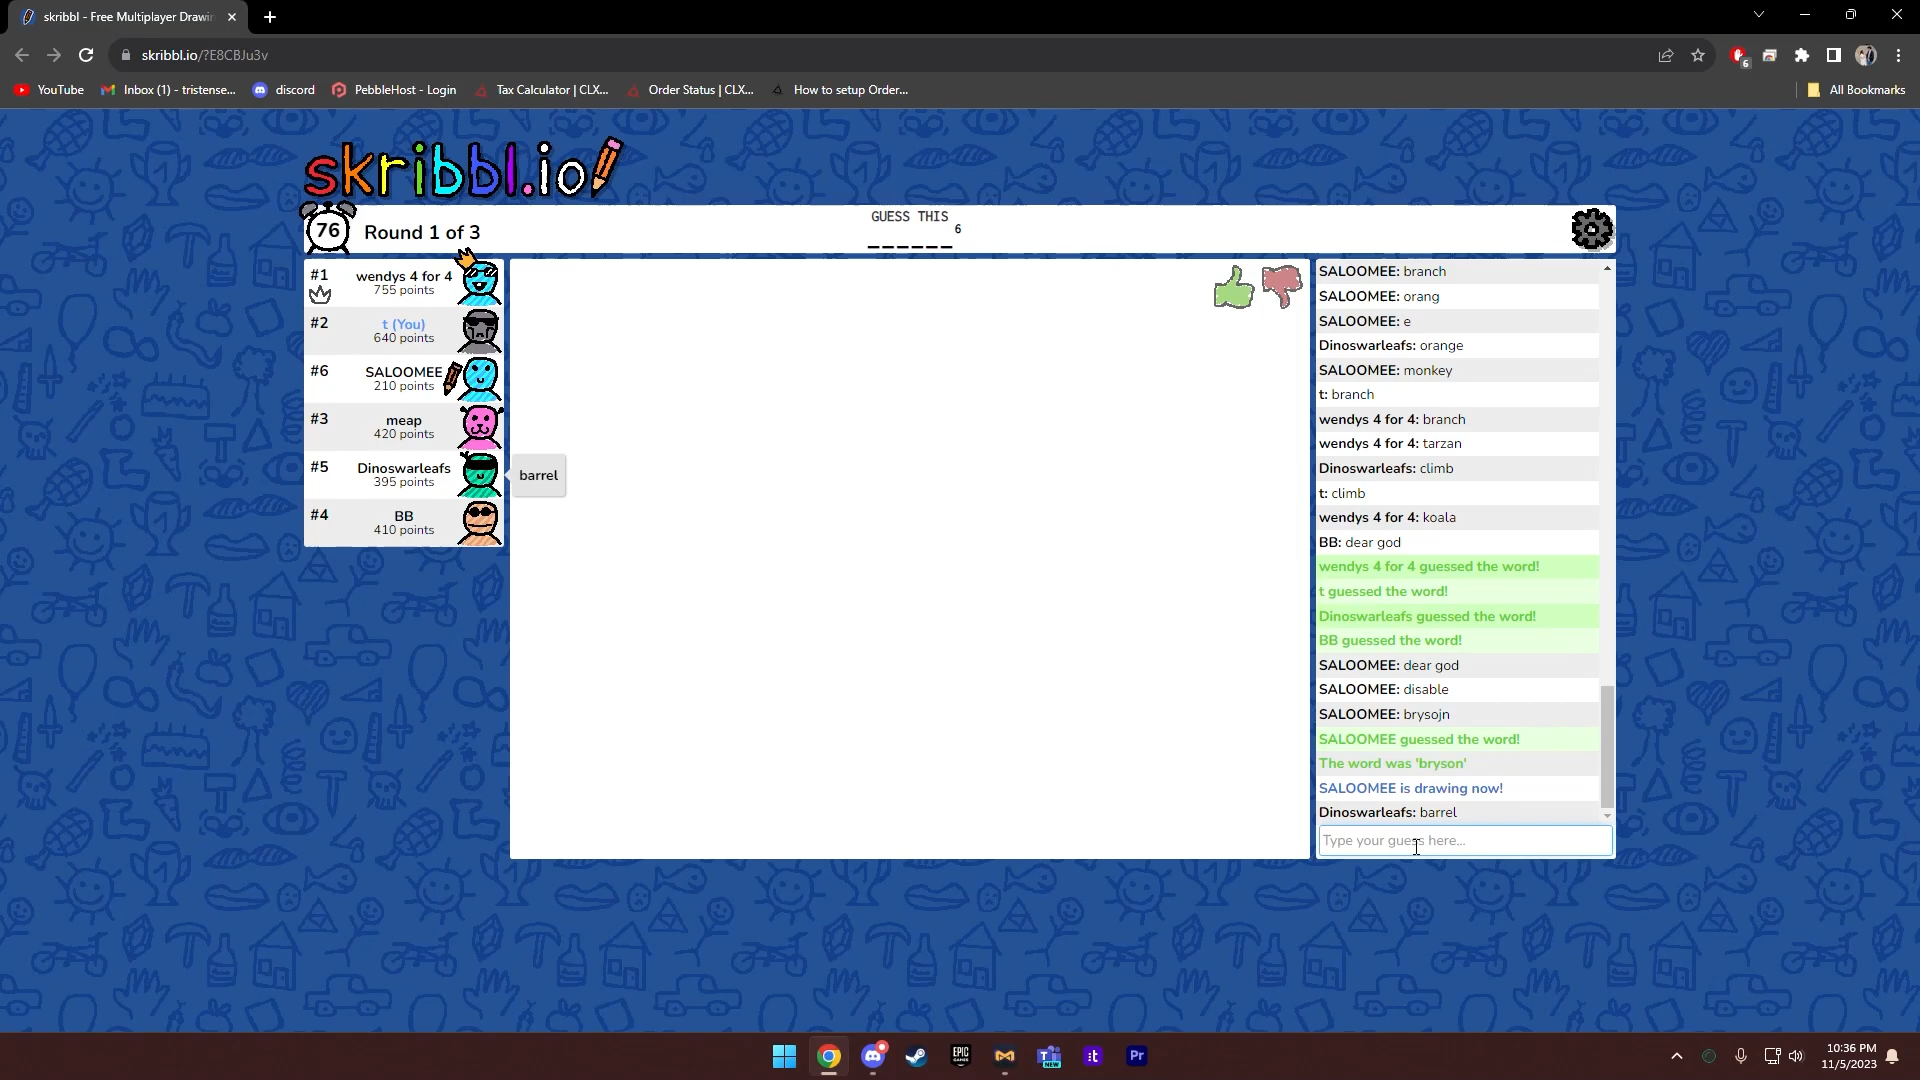 skribbl - Free Multiplayer Drawin
skribbl.io/?E8CBJu3v
6
YouTube
Inbox (1) - tristense...
discord
PebbleHost - Login
Tax Calculator | CLX...
Order Status | CLX...
How to setup Order...
All Bookmarks
skribbl.io
76
Round 1 of 3
GUESS THIS
______ 6
#1 wendys 4 for 4
755 points
#2 t (You)
640 points
#6 SALOOMEE
210 points
#3 meap
420 points
#5 Dinoswarleafs
395 points
#4 BB
410 points
barrel
SALOOMEE: branch
SALOOMEE: orang
SALOOMEE: e
Dinoswarleafs: orange
SALOOMEE: monkey
t: branch
wendys 4 for 4: branch
wendys 4 for 4: tarzan
Dinoswarleafs: climb
t: climb
wendys 4 for 4: koala
BB: dear god
wendys 4 for 4 guessed the word!
t guessed the word!
Dinoswarleafs guessed the word!
BB guessed the word!
SALOOMEE: dear god
SALOOMEE: disable
SALOOMEE: brysojn
SALOOMEE guessed the word!
The word was 'bryson'
SALOOMEE is drawing now!
Dinoswarleafs: barrel
Type your guess here...
EPIC GAMES
NEW
:t
Pr
10:36 PM
11/5/2023